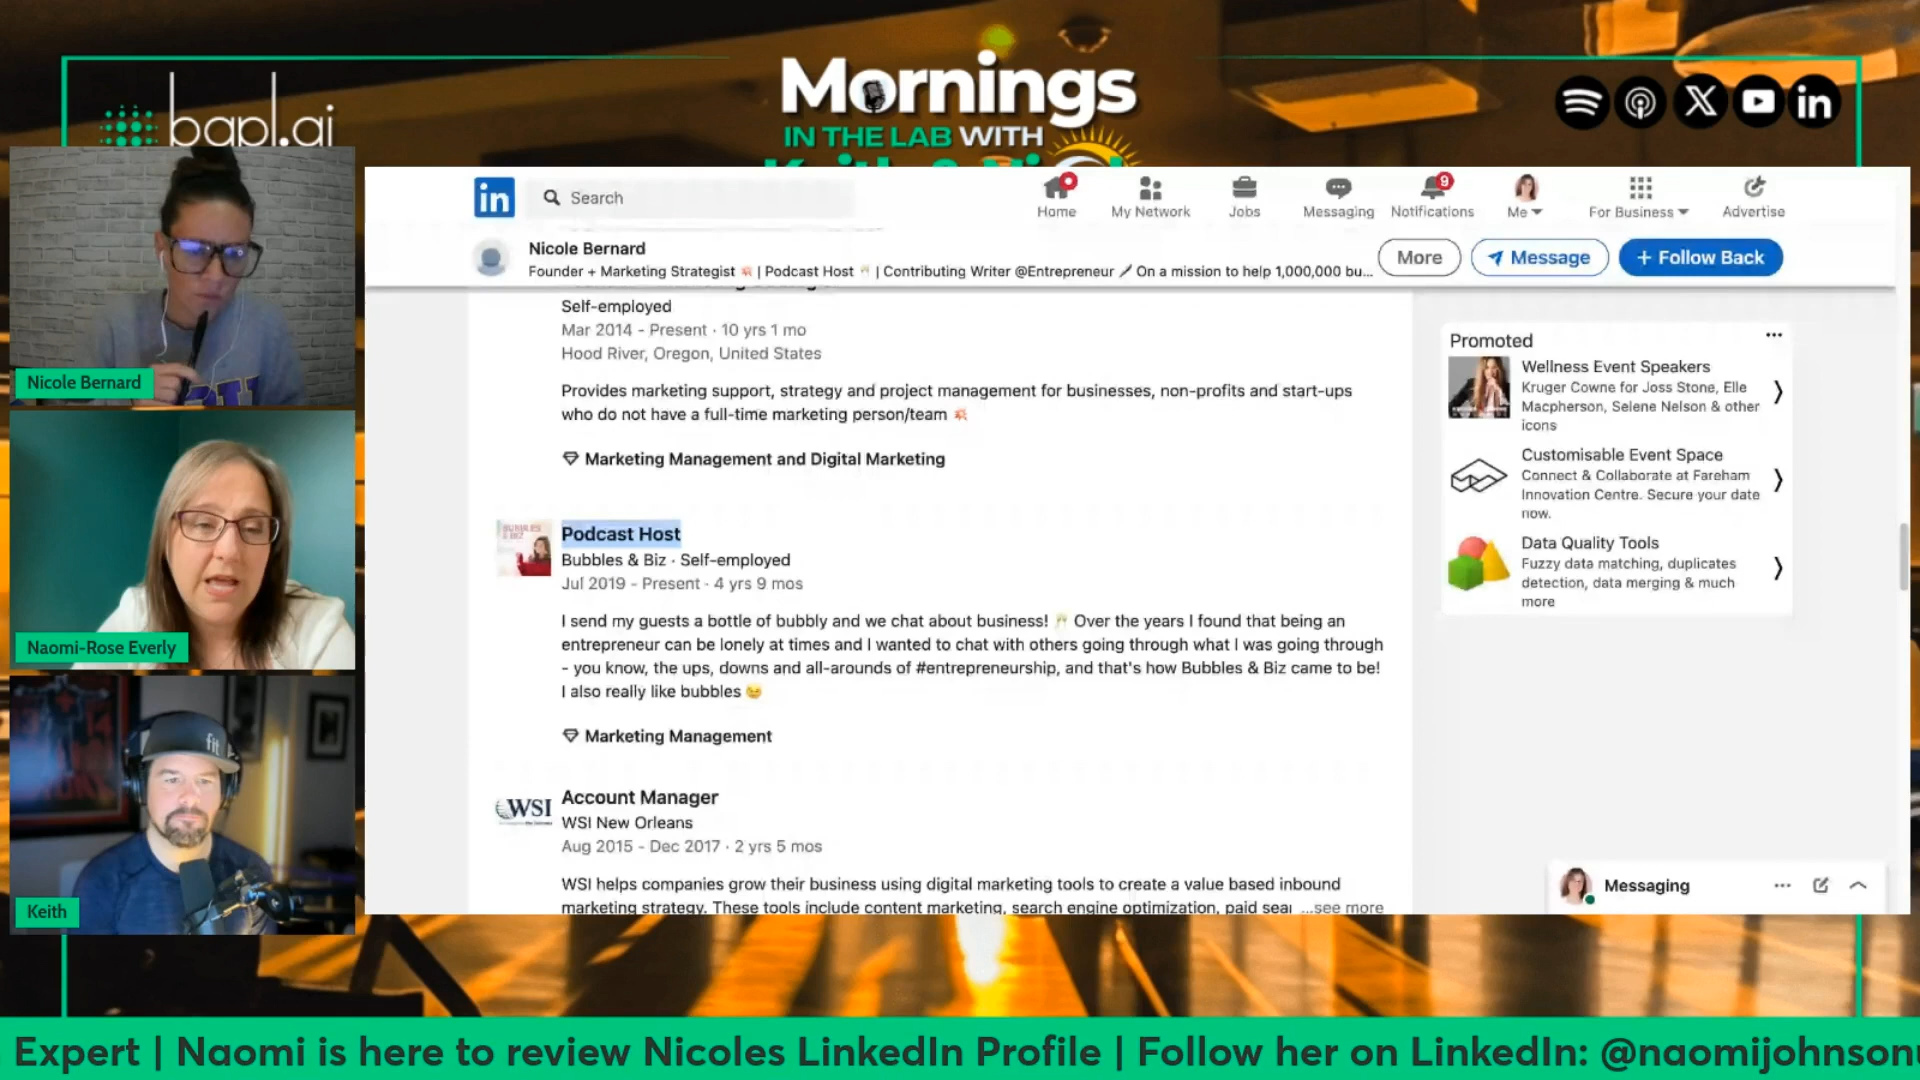 bapl.ai
Mornings
IN THE LAB WITH
in
Search
Home
My Network
Jobs
Messaging
9
Notifications
Me
For Business
Advertise
Nicole Bernard
Founder + Marketing Strategist 💥 | Podcast Host 🥂 | Contributing Writer @Entrepreneur 🖊 On a mission to help 1,000,000 bu...
More
Message
+ Follow Back
Self-employed
Mar 2014 - Present · 10 yrs 1 mo
Hood River, Oregon, United States
Provides marketing support, strategy and project management for businesses, non-profits and start-ups
who do not have a full-time marketing person/team 💥
Marketing Management and Digital Marketing
BUBBLES
& BIZ
Podcast Host
Bubbles & Biz · Self-employed
Jul 2019 - Present · 4 yrs 9 mos
I send my guests a bottle of bubbly and we chat about business! 🥂 Over the years I found that being an
entrepreneur can be lonely at times and I wanted to chat with others going through what I was going through
- you know, the ups, downs and all-arounds of #entrepreneurship, and that's how Bubbles & Biz came to be!
I also really like bubbles 😉
Marketing Management
WSI
Account Manager
WSI New Orleans
Aug 2015 - Dec 2017 · 2 yrs 5 mos
WSI helps companies grow their business using digital marketing tools to create a value based inbound
marketing strategy. These tools include content marketing, search engine optimization, paid sear ...see more
Promoted
Wellness Event Speakers
Kruger Cowne for Joss Stone, Elle
Macpherson, Selene Nelson & other
icons
Customisable Event Space
Connect & Collaborate at Fareham
Innovation Centre. Secure your date
now.
Data Quality Tools
Fuzzy data matching, duplicates
detection, data merging & much
more
Messaging
Nicole Bernard
Naomi-Rose Everly
fit
Keith
Expert | Naomi is here to review Nicoles LinkedIn Profile | Follow her on LinkedIn: @naomijohnson